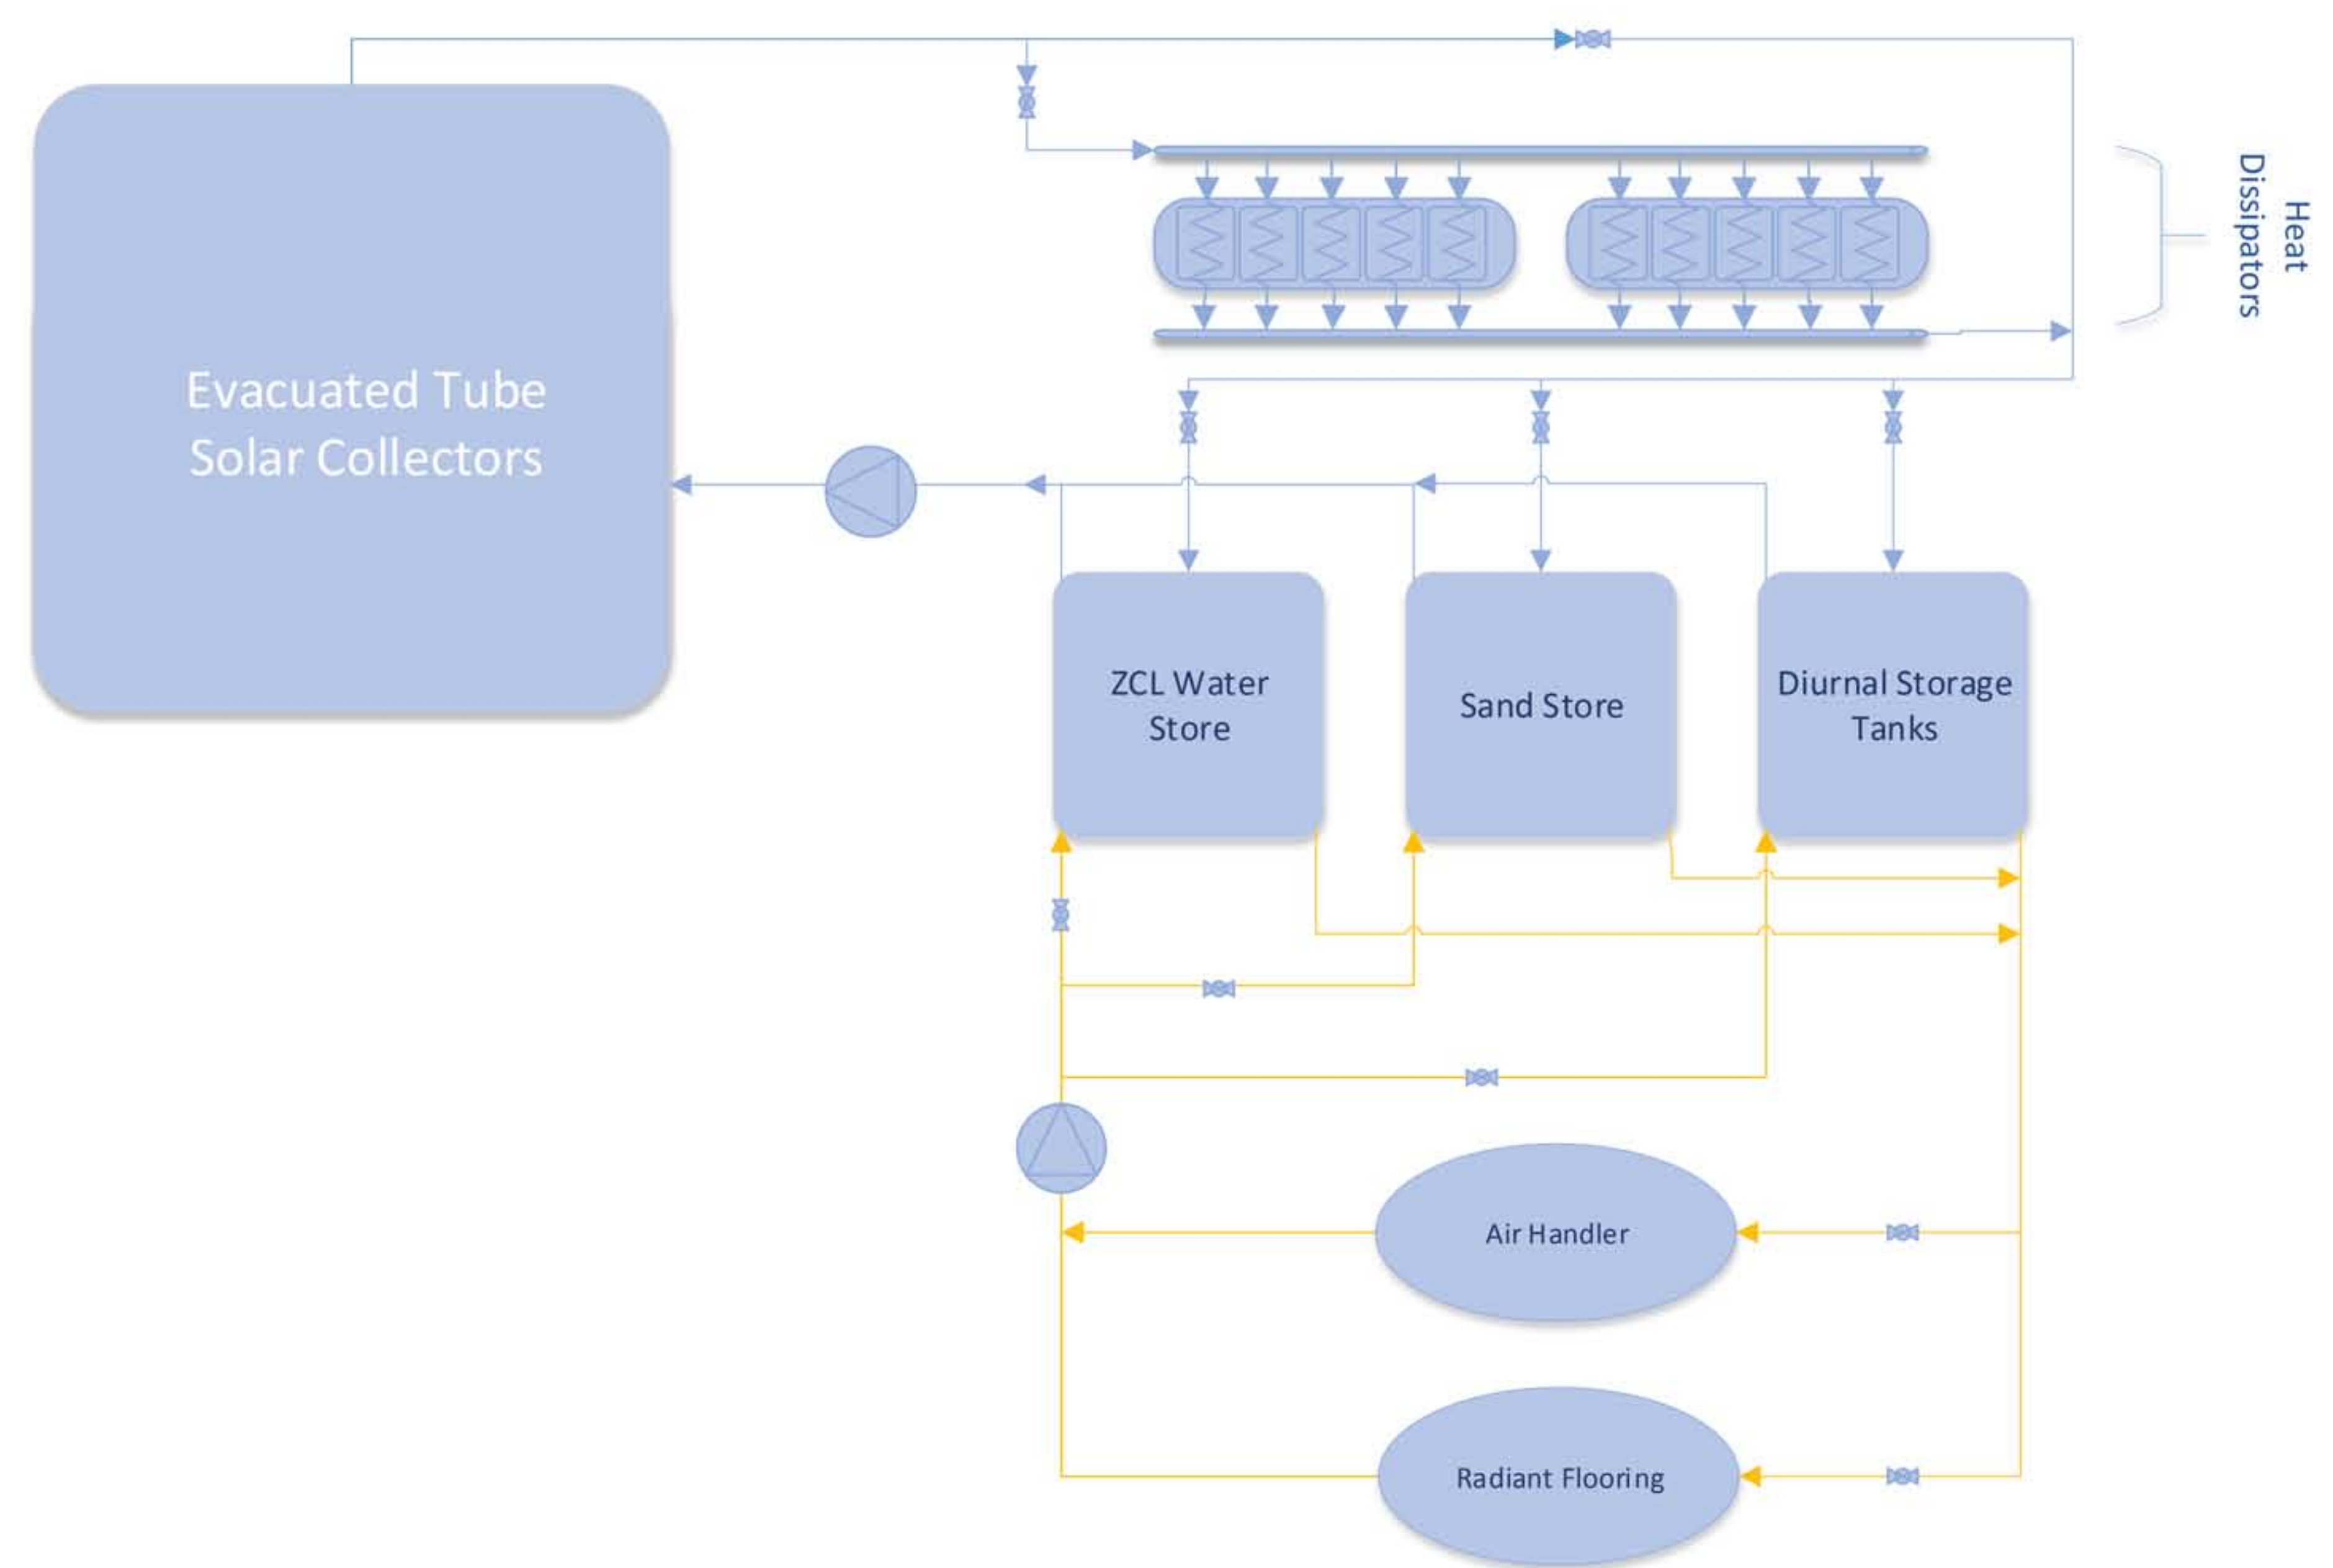 Heat
Dissipators
Evacuated Tube
Solar Collectors
ZCL Water
Store
Sand Store
Diurnal Storage
Tanks
Air Handler
Radiant Flooring